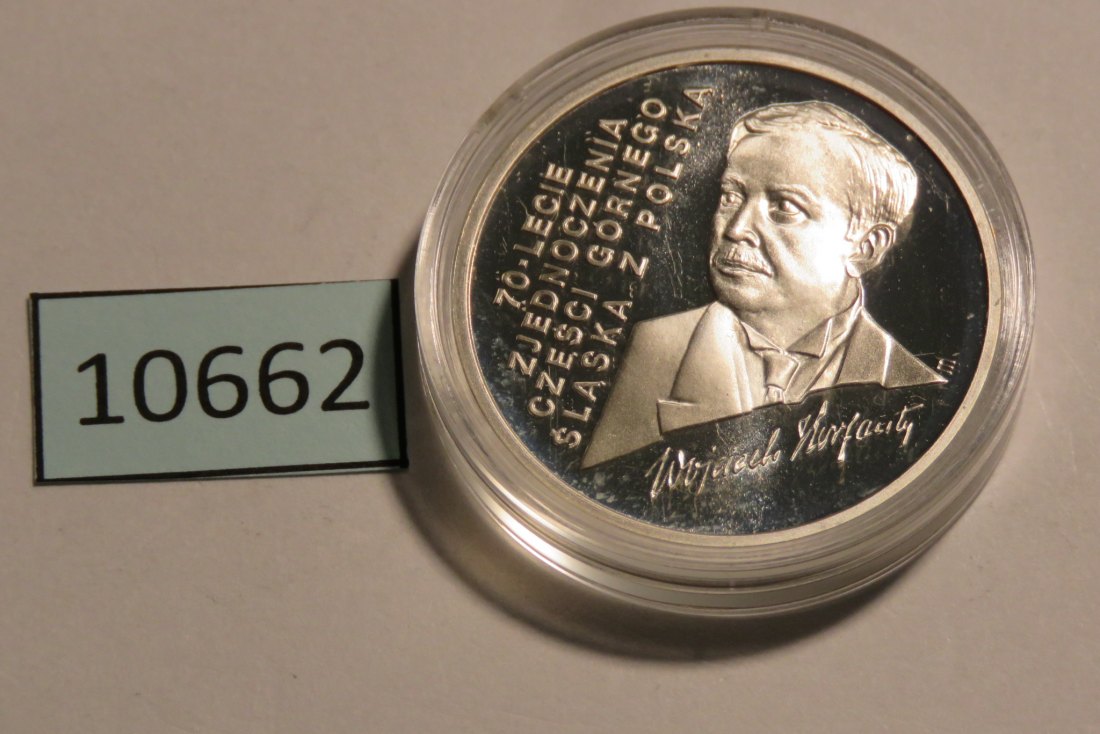 10662
70-LECIE
ZJEDNOCZENIA
CZĘŚCI GÓRNEGO
ŚLĄSKA Z POLSKĄ
Wojciech Korfanty
m